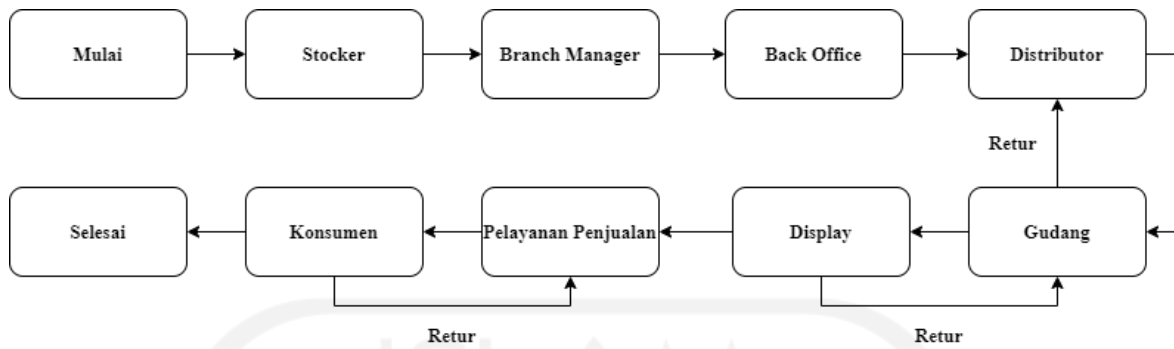 Mulai
Stocker
Branch Manager
Back Office
Distributor
Retur
Selesai
Konsumen
Pelayanan Penjualan
Display
Gudang
Retur
Retur